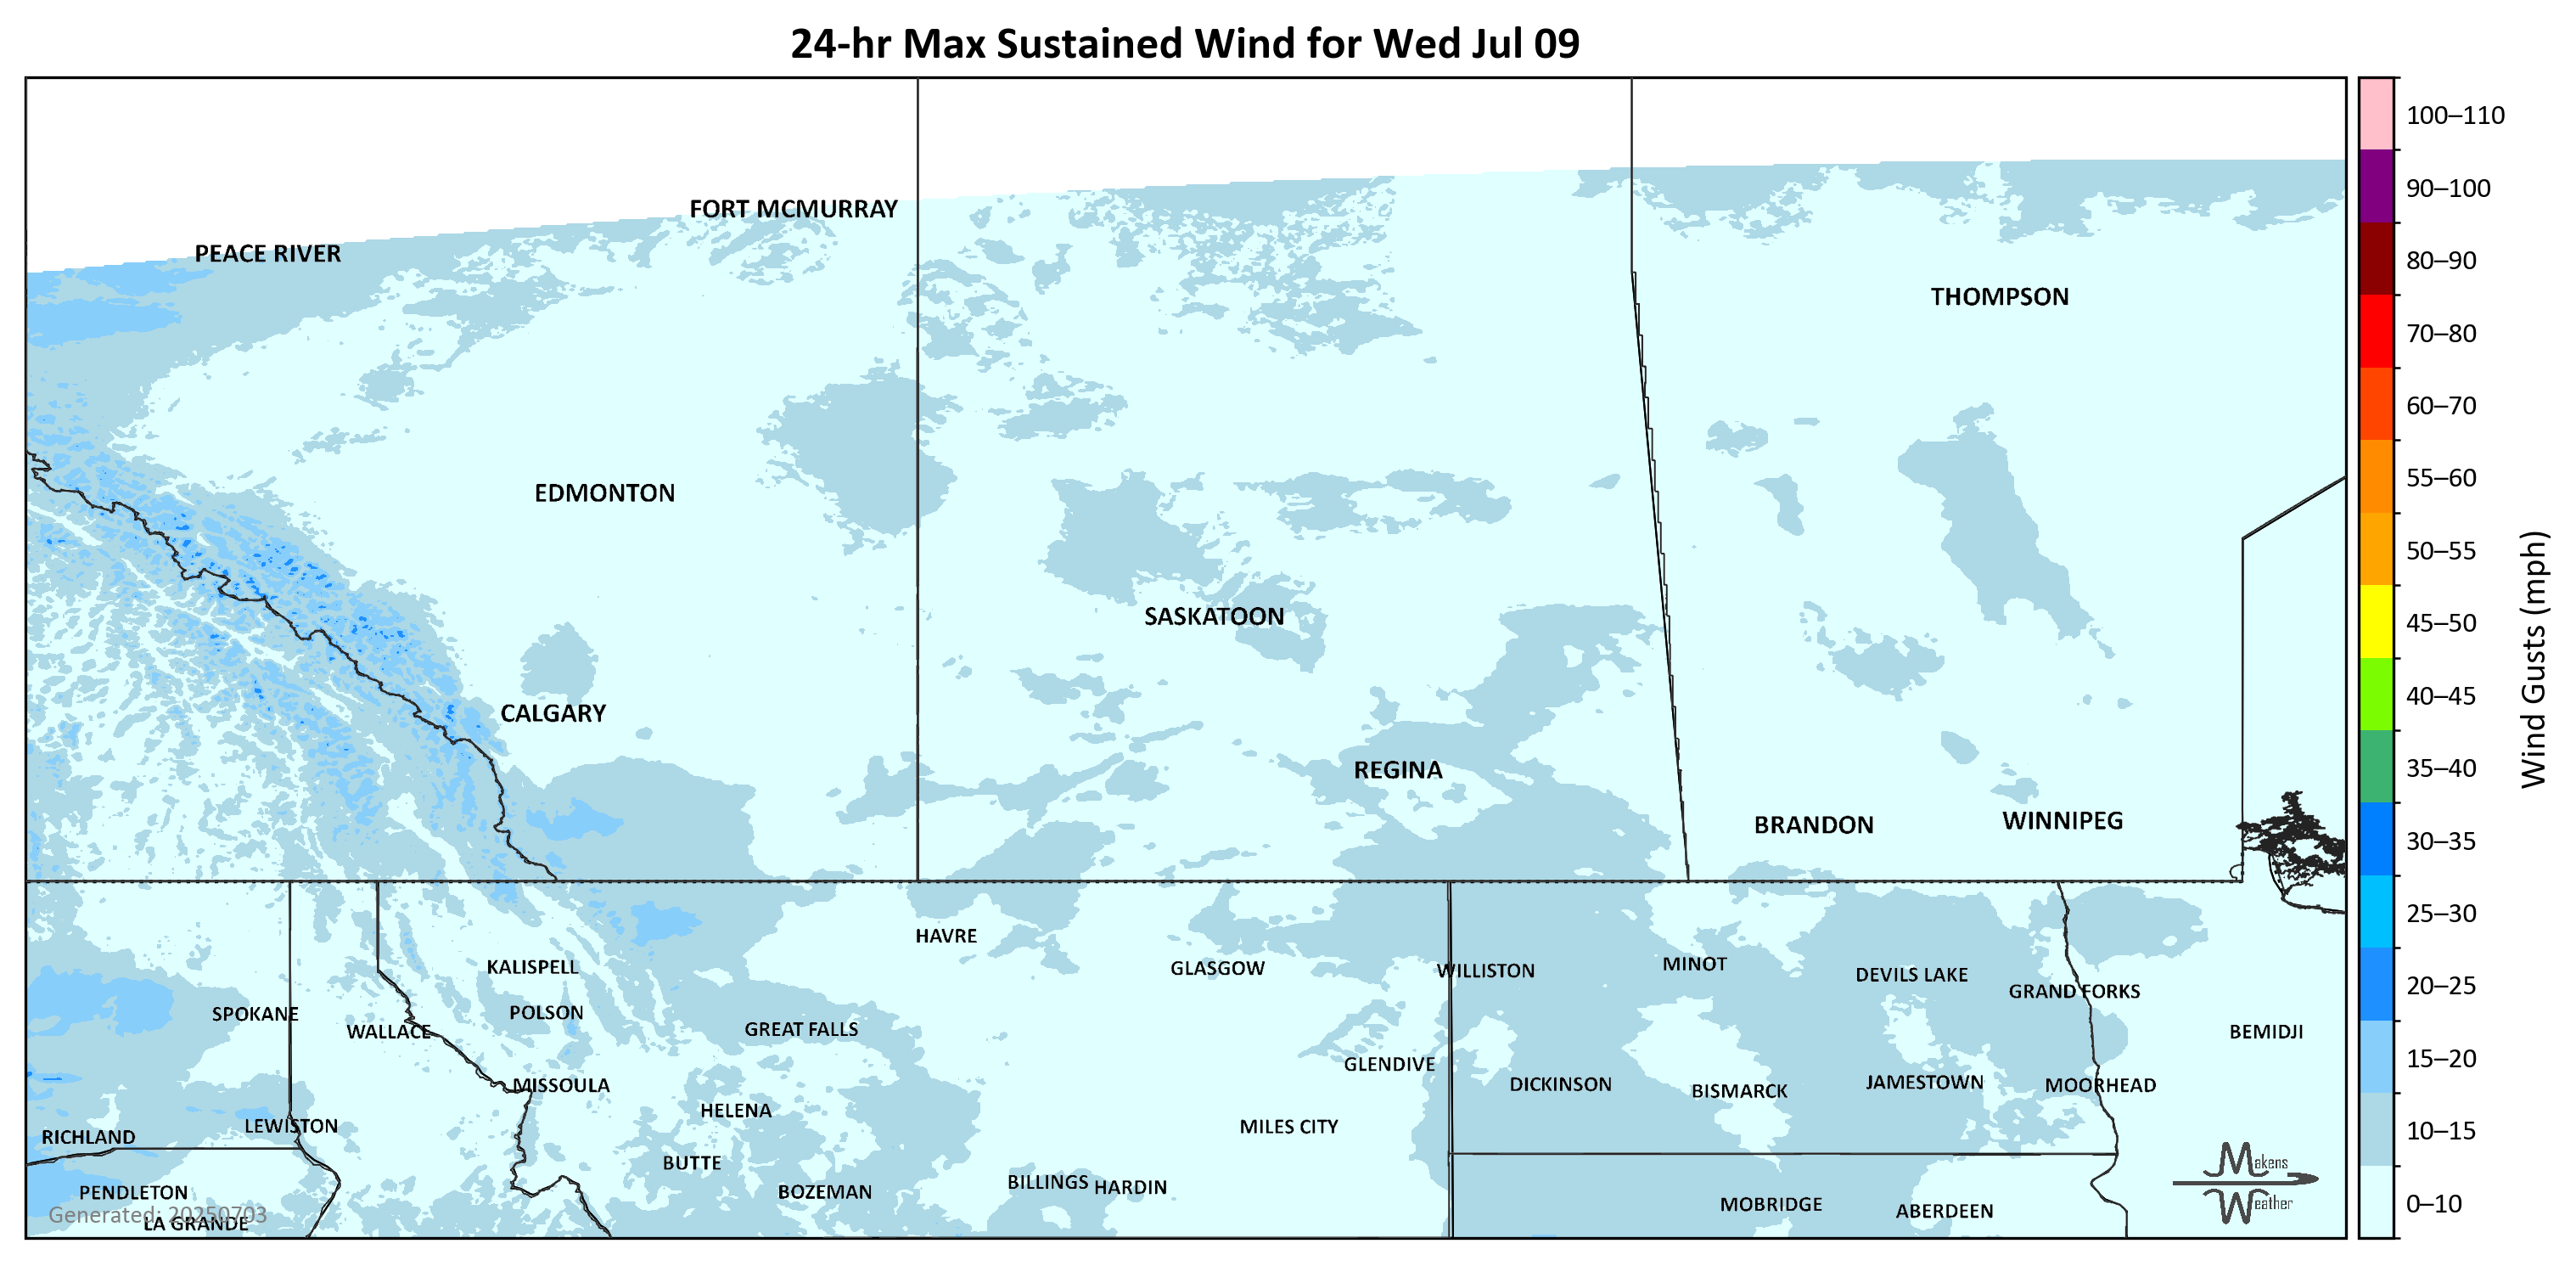 24-hr Max Sustained Wind for Wed Jul 09
100–110
FORT MCMURRAY
90–100
PEACE RIVER
80–90
THOMPSON
70–80
60–70
55–60
EDMONTON
50–55
SASKATOON
45–50
Wind Gusts (mph)
40–45
CALGARY
REGINA
35–40
BRANDON
WINNIPEG
30–35
25–30
HAVRE
KALISPELL
GLASGOW
WILLISTON
MINOT
DEVILS LAKE
20–25
GRAND FORKS
SPOKANE
POLSON
WALLACE
GREAT FALLS
BEMIDJI
15–20
GLENDIVE
MISSOULA
DICKINSON
BISMARCK
JAMESTOWN
MOORHEAD
HELENA
LEWISTON
MILES CITY
10–15
RICHLAND
BUTTE
Makens
Weather
PENDLETON
BOZEMAN
BILLINGS
HARDIN
MOBRIDGE
ABERDEEN
0–10
Generated: 20250703
LA GRANDE